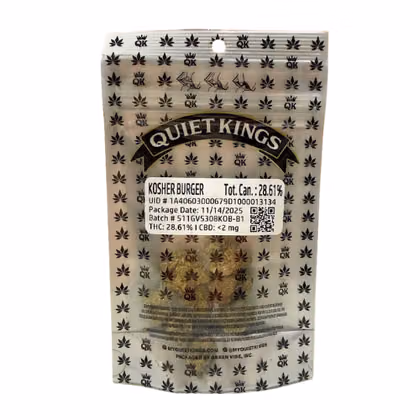 QUIET KINGS
KOSHER BURGER Tot. Can. : 28.61%
UID # 1A40603000679D1000013134
Package Date: 11/14/2025
Batch # 511GVS308KOB-B1
THC: 28.61% | CBD: <2 mg
QK